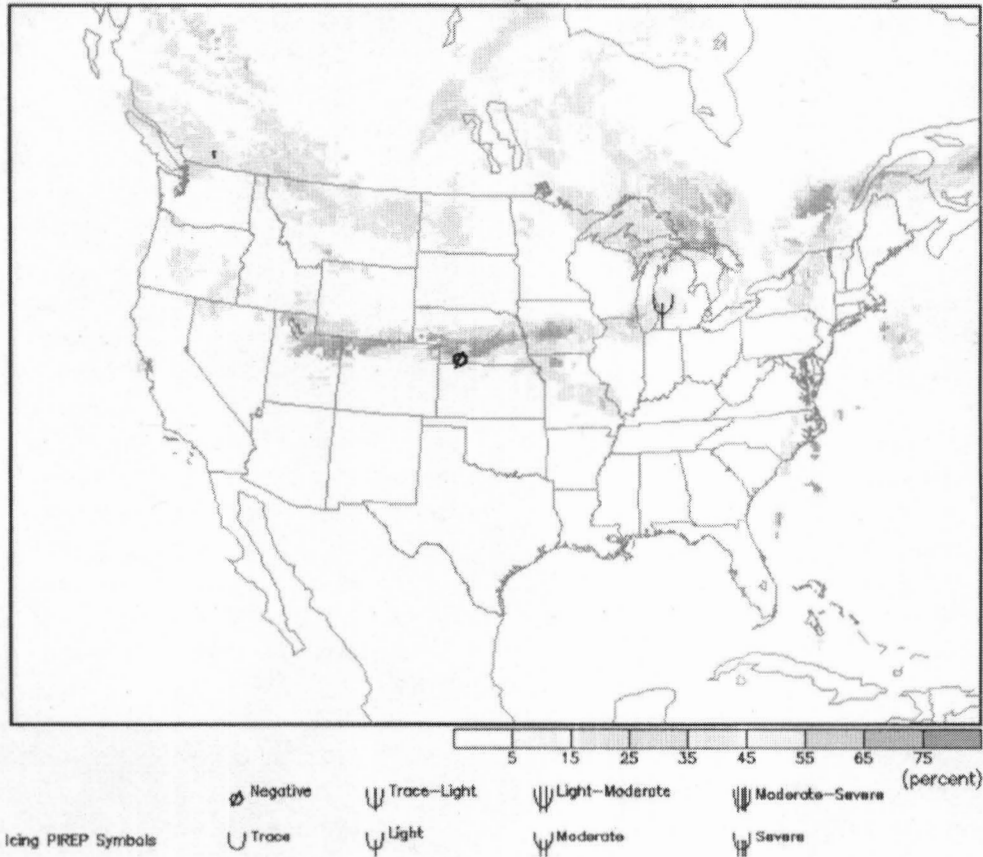 5 15 25 35 45 55 65 75
(percent)
Negative Trace-Light Light-Moderate Moderate-Severe
Icing PIREP Symbols Trace Light Moderate Severe